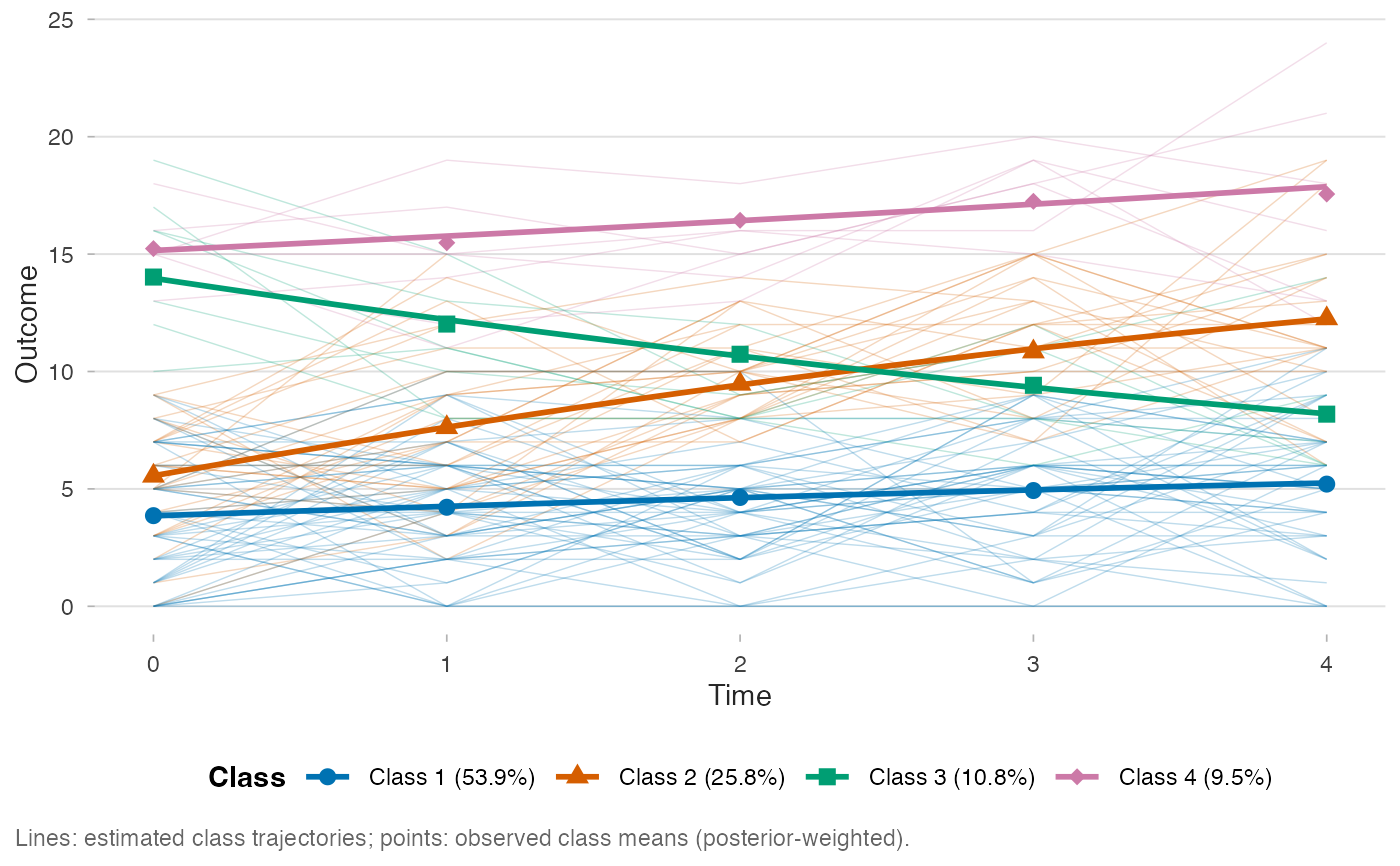 25
20
15
10
5
0
Outcome
0 1 2 3 4
Time
Class Class 1 (53.9%) Class 2 (25.8%) Class 3 (10.8%) Class 4 (9.5%)
Lines: estimated class trajectories; points: observed class means (posterior-weighted).